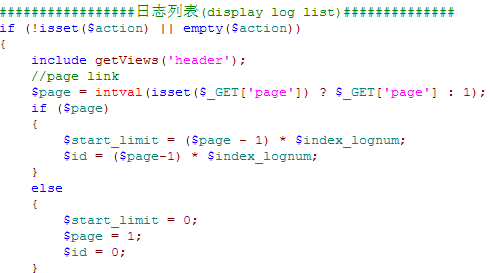 #################日志列表(display log list)##############
if (!isset($action) || empty($action))
{
include getViews('header');
//page link
$page = intval(isset($_GET['page']) ? $_GET['page'] : 1);
if ($page)
{
$start_limit = ($page - 1) * $index_lognum;
$id = ($page-1) * $index_lognum;
}
else
{
$start_limit = 0;
$page = 1;
$id = 0;
}